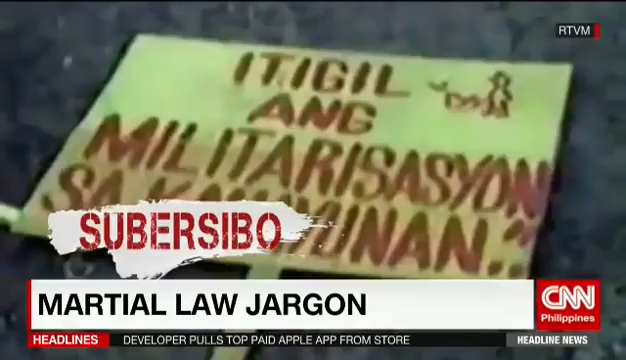 RTVM
ITIGIL
ANG
MILITARISASYON
SA
SUBERSIBO
MARTIAL LAW JARGON
CNN
Philippines
HEADLINES DEVELOPER PULLS TOP PAID APPLE APP FROM STORE HEADLINE NEWS